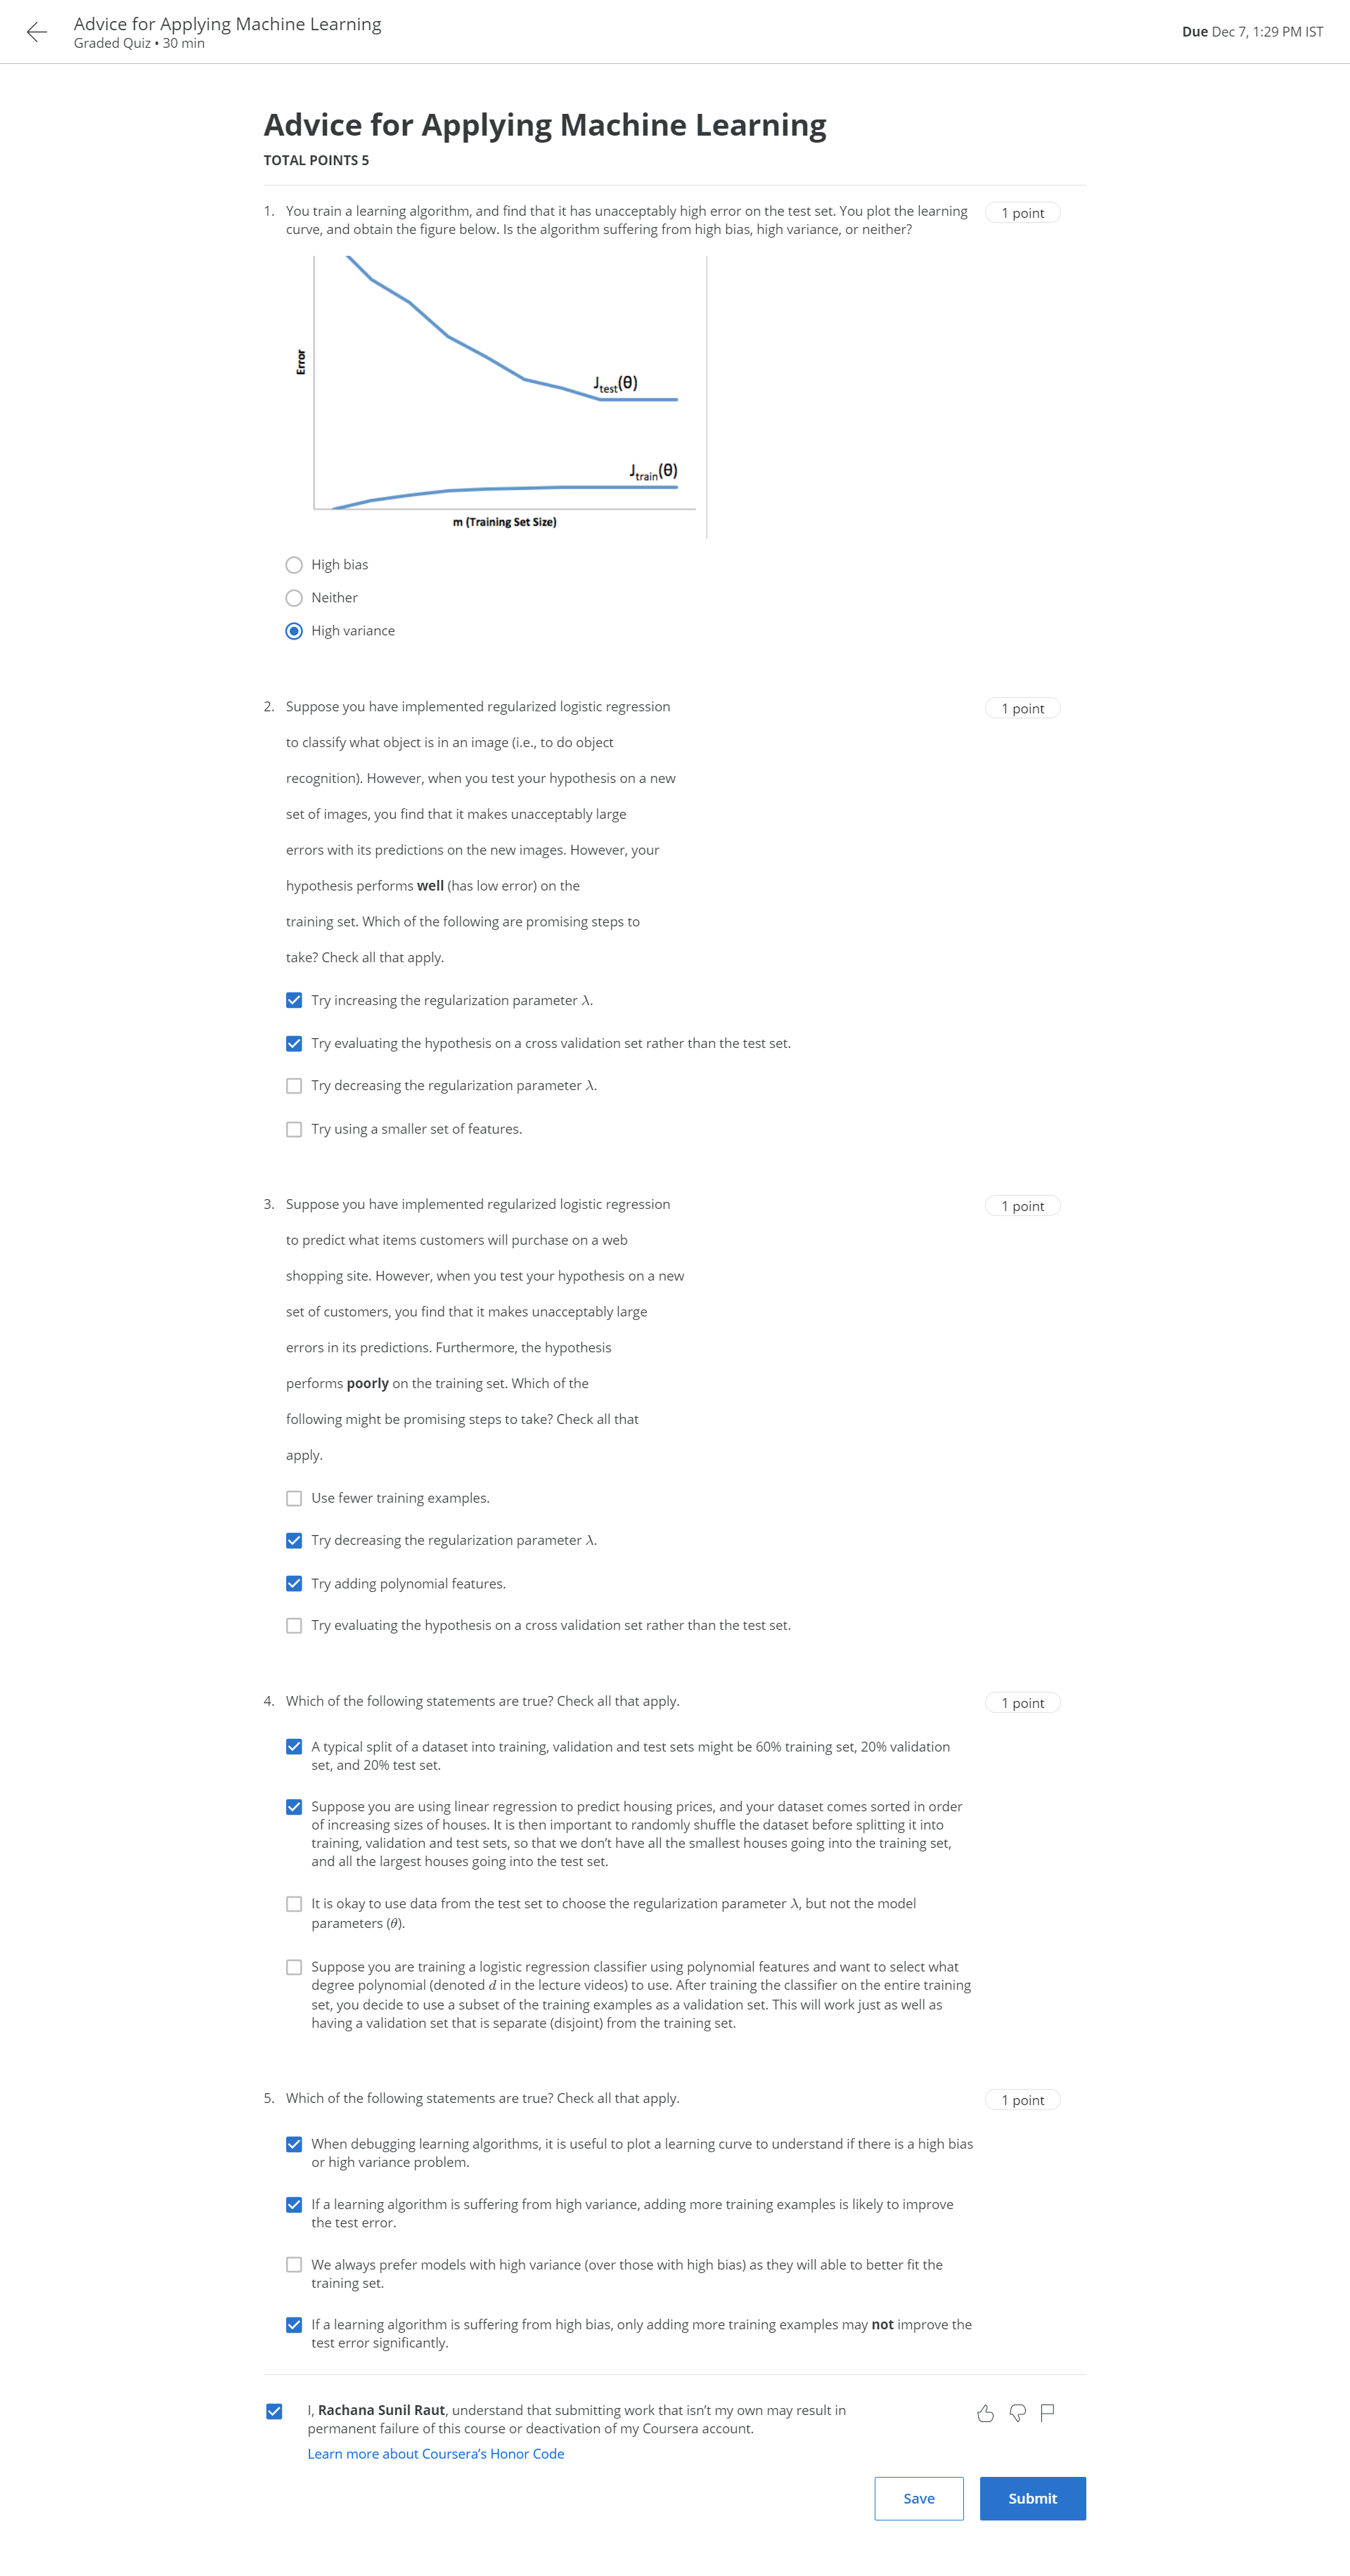 Advice for Applying Machine Learning
Graded Quiz • 30 min
Due Dec 7, 1:29 PM IST
Advice for Applying Machine Learning
TOTAL POINTS 5
1. You train a learning algorithm, and find that it has unacceptably high error on the test set. You plot the learning
curve, and obtain the figure below. Is the algorithm suffering from high bias, high variance, or neither?
1 point
Error
Jtest(θ)
Jtrain(θ)
m (Training Set Size)
High bias
Neither
High variance
2. Suppose you have implemented regularized logistic regression
1 point
to classify what object is in an image (i.e., to do object
recognition). However, when you test your hypothesis on a new
set of images, you find that it makes unacceptably large
errors with its predictions on the new images. However, your
hypothesis performs well (has low error) on the
training set. Which of the following are promising steps to
take? Check all that apply.
Try increasing the regularization parameter λ.
Try evaluating the hypothesis on a cross validation set rather than the test set.
Try decreasing the regularization parameter λ.
Try using a smaller set of features.
3. Suppose you have implemented regularized logistic regression
1 point
to predict what items customers will purchase on a web
shopping site. However, when you test your hypothesis on a new
set of customers, you find that it makes unacceptably large
errors in its predictions. Furthermore, the hypothesis
performs poorly on the training set. Which of the
following might be promising steps to take? Check all that
apply.
Use fewer training examples.
Try decreasing the regularization parameter λ.
Try adding polynomial features.
Try evaluating the hypothesis on a cross validation set rather than the test set.
4. Which of the following statements are true? Check all that apply.
1 point
A typical split of a dataset into training, validation and test sets might be 60% training set, 20% validation
set, and 20% test set.
Suppose you are using linear regression to predict housing prices, and your dataset comes sorted in order
of increasing sizes of houses. It is then important to randomly shuffle the dataset before splitting it into
training, validation and test sets, so that we don't have all the smallest houses going into the training set,
and all the largest houses going into the test set.
It is okay to use data from the test set to choose the regularization parameter λ, but not the model
parameters (θ).
Suppose you are training a logistic regression classifier using polynomial features and want to select what
degree polynomial (denoted d in the lecture videos) to use. After training the classifier on the entire training
set, you decide to use a subset of the training examples as a validation set. This will work just as well as
having a validation set that is separate (disjoint) from the training set.
5. Which of the following statements are true? Check all that apply.
1 point
When debugging learning algorithms, it is useful to plot a learning curve to understand if there is a high bias
or high variance problem.
If a learning algorithm is suffering from high variance, adding more training examples is likely to improve
the test error.
We always prefer models with high variance (over those with high bias) as they will able to better fit the
training set.
If a learning algorithm is suffering from high bias, only adding more training examples may not improve the
test error significantly.
I, Rachana Sunil Raut, understand that submitting work that isn't my own may result in
permanent failure of this course or deactivation of my Coursera account.
Learn more about Coursera's Honor Code
Save
Submit